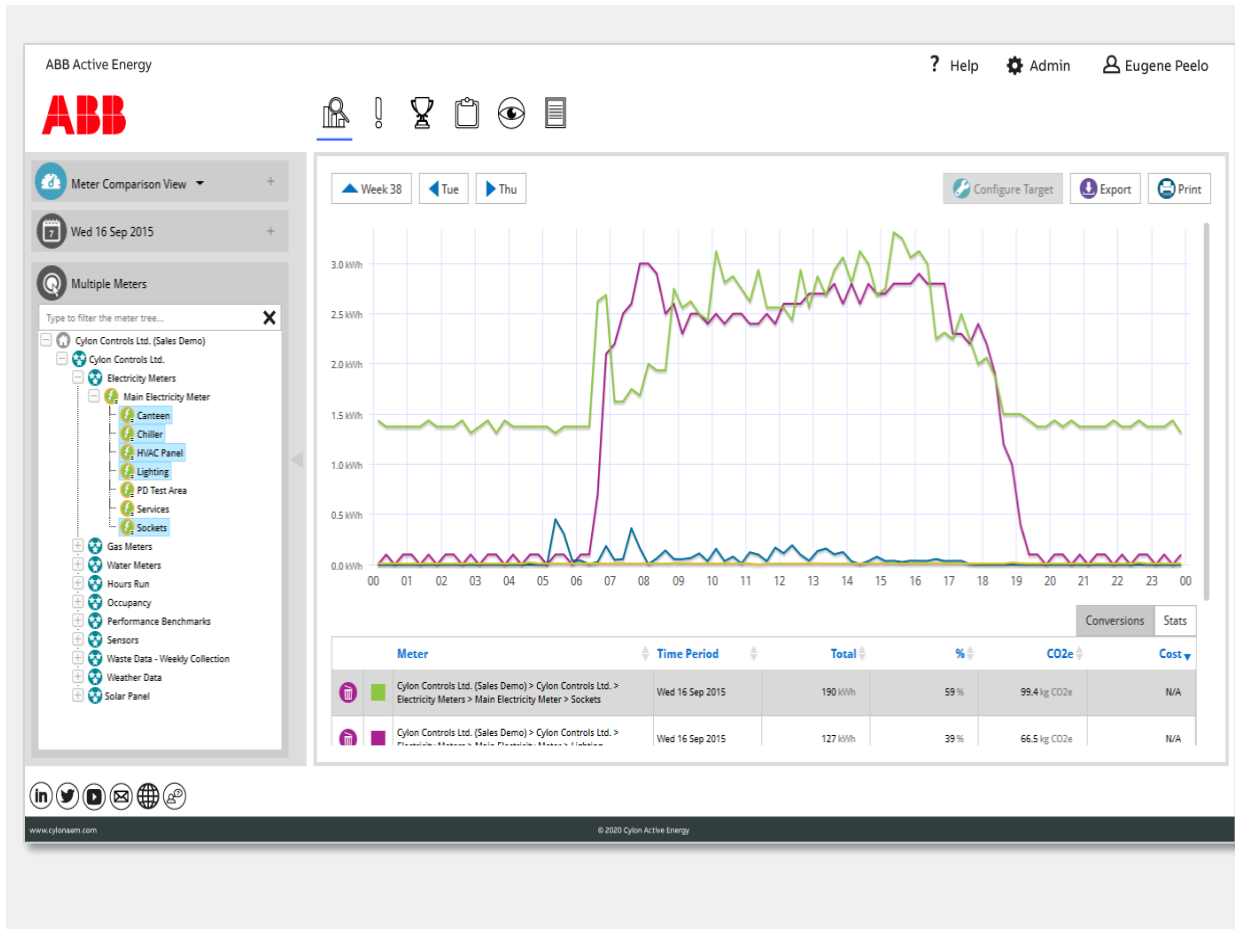 ABB Active Energy
? Help
Admin
Eugene Peelo
ABB
Meter Comparison View
Wed 16 Sep 2015
7
Multiple Meters
Type to filter the meter tree...
Cylon Controls Ltd. (Sales Demo)
Cylon Controls Ltd.
Electricity Meters
Main Electricity Meter
Canteen
Chiller
HVAC Panel
Lighting
PD Test Area
Services
Sockets
Gas Meters
Water Meters
Hours Run
Occupancy
Performance Benchmarks
Sensors
Waste Data - Weekly Collection
Weather Data
Solar Panel
Week 38
Tue
Thu
Configure Target
Export
Print
3.0 kWh
2.5 kWh
2.0 kWh
1.5 kWh
1.0 kWh
0.5 kWh
0.0 kWh
00 01 02 03 04 05 06 07 08 09 10 11 12 13 14 15 16 17 18 19 20 21 22 23 00
Conversions Stats
Meter Time Period Total % CO2e Cost
Cylon Controls Ltd. (Sales Demo) > Cylon Controls Ltd. >
Electricity Meters > Main Electricity Meter > Sockets
Wed 16 Sep 2015 190 kWh 59 % 99.4 kg CO2e N/A
Cylon Controls Ltd. (Sales Demo) > Cylon Controls Ltd. >
Electricity Meters > Main Electricity Meter > Lighting
Wed 16 Sep 2015 127 kWh 39 % 66.5 kg CO2e N/A
in
www.cylonaem.com
© 2020 Cylon Active Energy